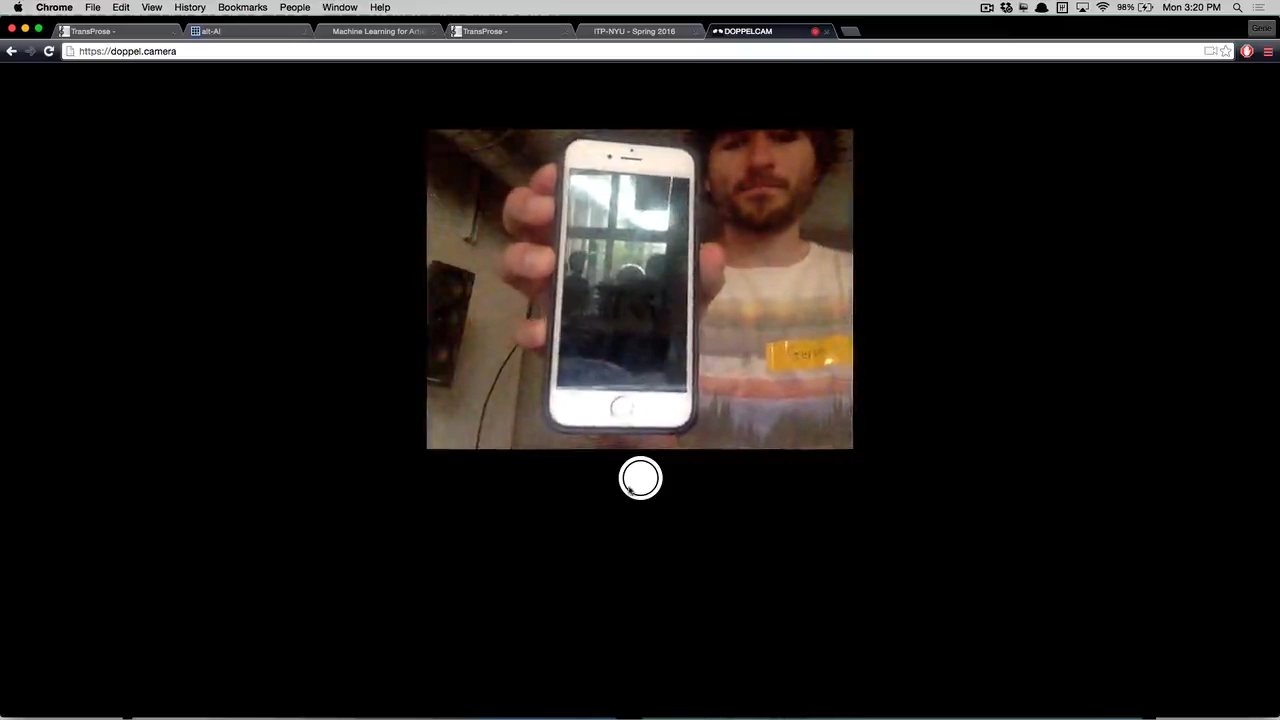 Chrome File Edit View History Bookmarks People Window Help 98% Mon 3:20 PM
TransProse - alt-AI Machine Learning for Arti TransProse - ITP-NYU - Spring 2016 DOPPELCAM Gene
https://doppel.camera